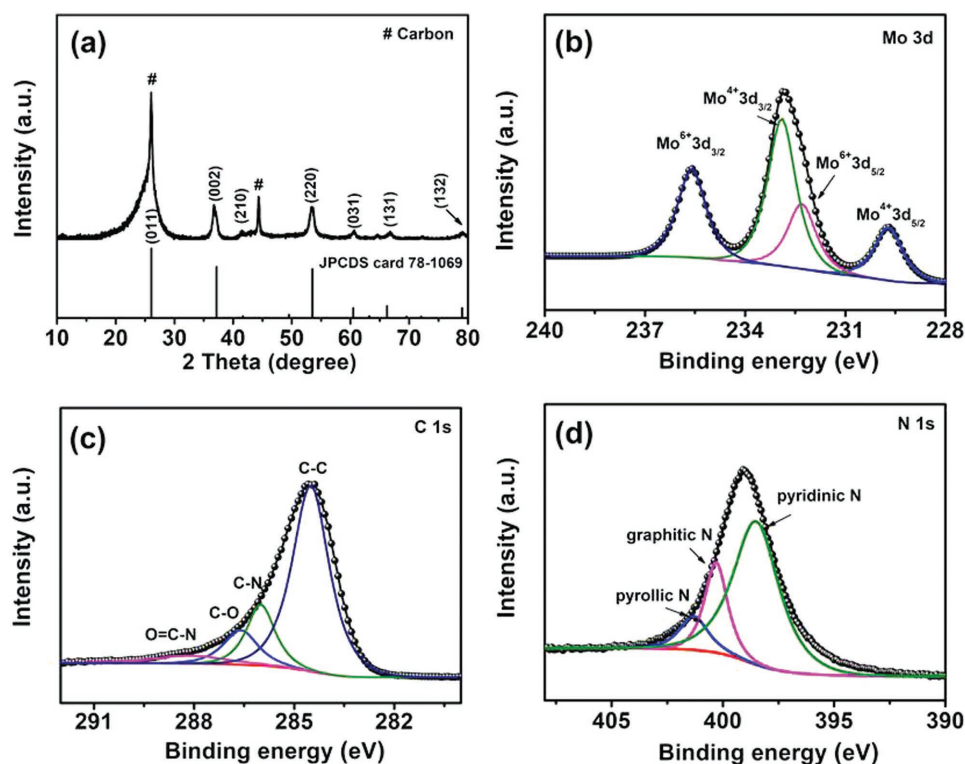 (a)
# Carbon
#
(011)
(002)
(210)
#
(220)
(031)
(131)
(132)
JPCDS card 78-1069
Intensity (a.u.)
10 20 30 40 50 60 70 80
2 Theta (degree)
(b)
Mo 3d
Mo⁶⁺3d₃/₂
Mo⁴⁺3d₃/₂
Mo⁶⁺3d₅/₂
Mo⁴⁺3d₅/₂
Intensity (a.u.)
240 237 234 231 228
Binding energy (eV)
(c)
C 1s
C-C
C-N
C-O
O=C-N
Intensity (a.u.)
291 288 285 282
Binding energy (eV)
(d)
N 1s
pyridinic N
graphitic N
pyrollic N
Intensity (a.u.)
405 400 395 390
Binding energy (eV)